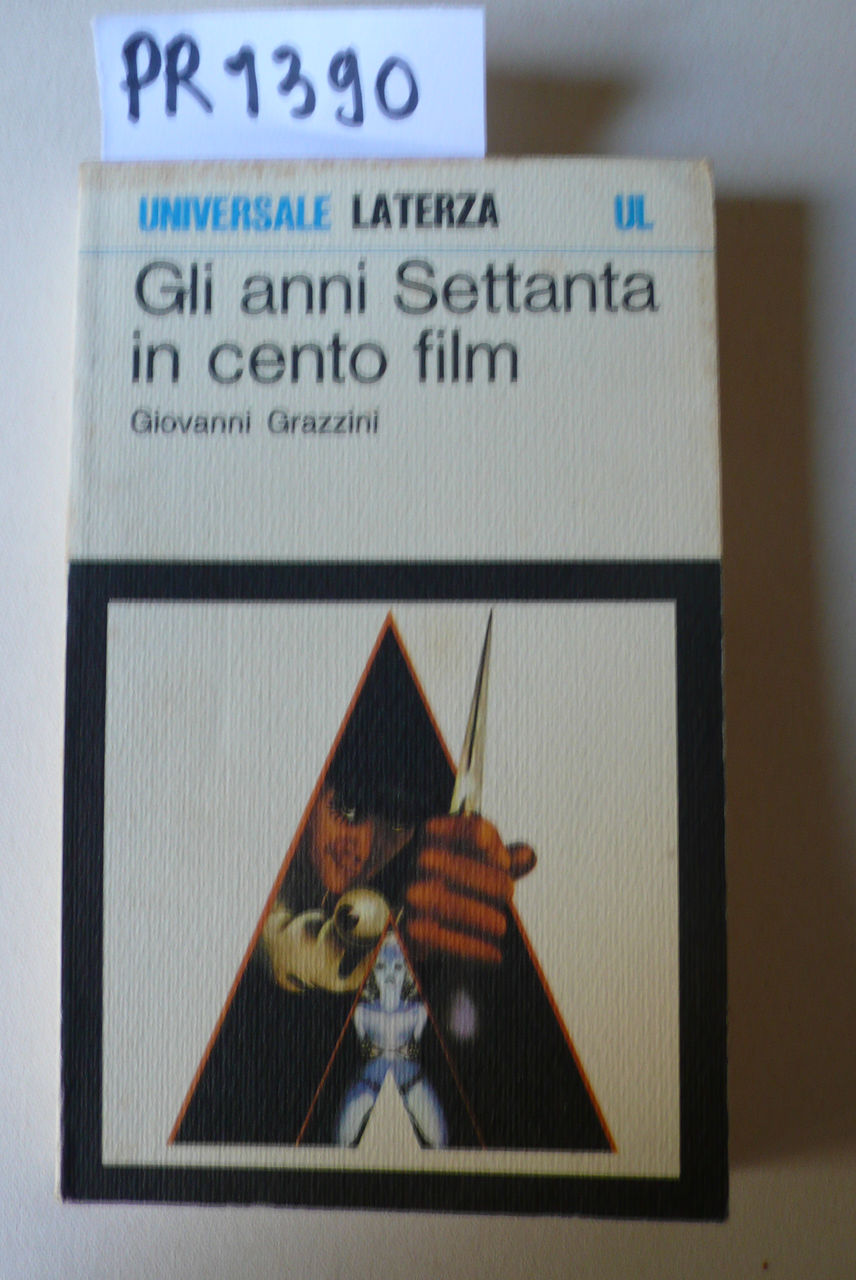 PR1390
UNIVERSALE LATERZA UL
Gli anni Settanta
in cento film
Giovanni Grazzini